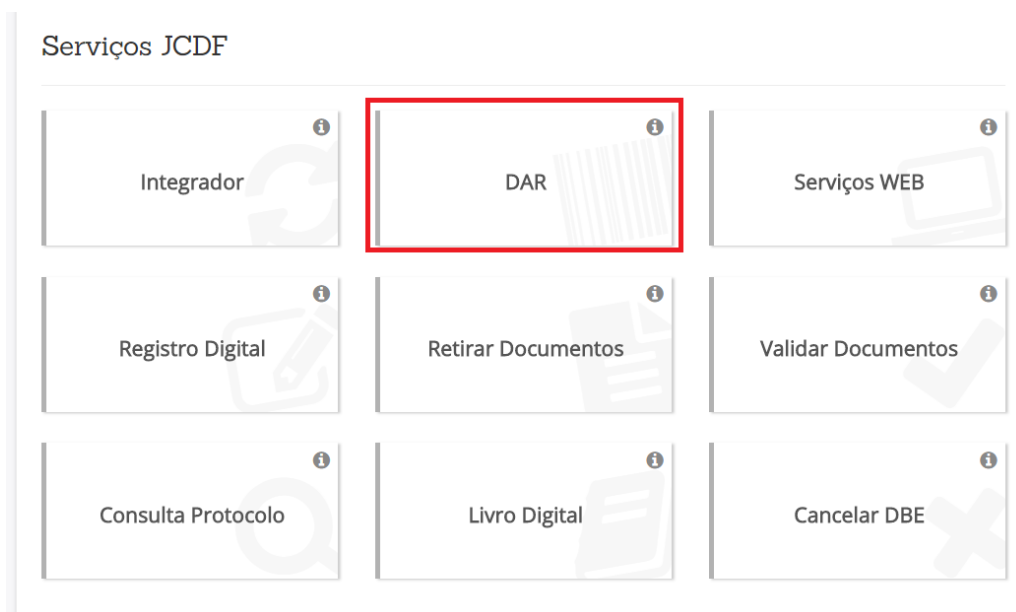 Serviços JCDF
Integrador
DAR
Serviços WEB
Registro Digital
Retirar Documentos
Validar Documentos
Consulta Protocolo
Livro Digital
Cancelar DBE